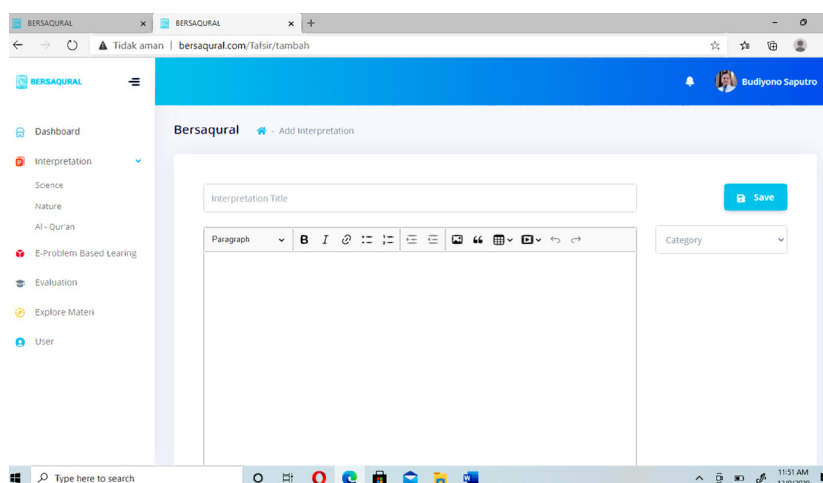 BERSAQURAL
BERSAQURAL
Tidak aman | bersaqural.com/Tafsir/tambah
BERSAQURAL
Budiyono Saputro
Dashboard
Bersaqural - Add Interpretation
Interpretation
Science
Nature
Al - Qur'an
E-Problem Based Learing
Evaluation
Explore Materi
User
Interpretation Title
Save
Paragraph
Category
Type here to search
11:51 AM